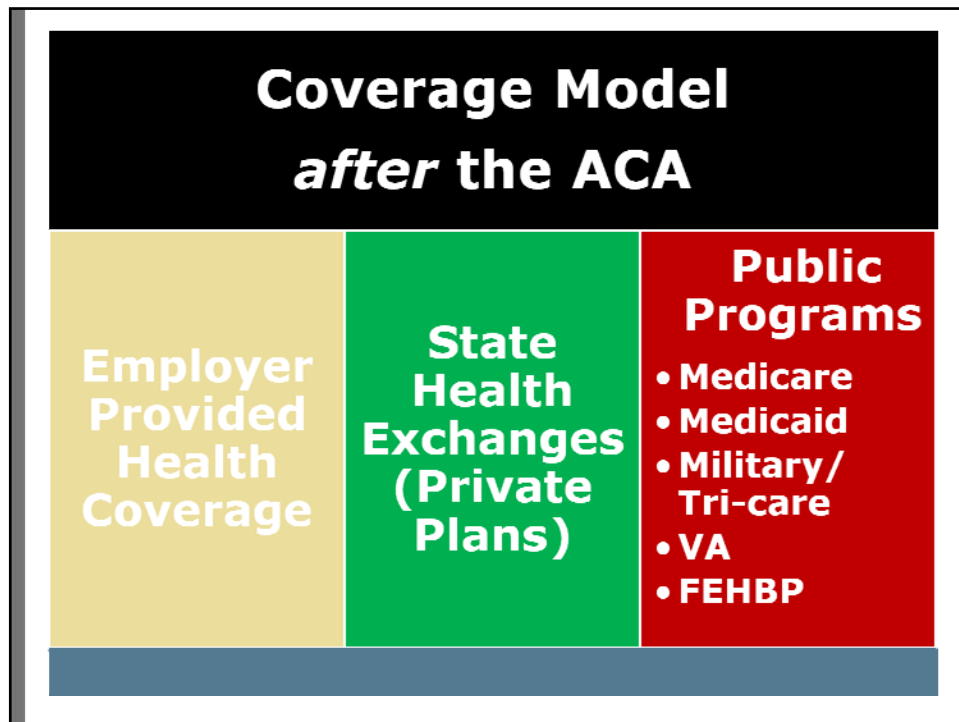 Coverage Model
after the ACA
Employer
Provided
Health
Coverage
State
Health
Exchanges
(Private
Plans)
Public
Programs
• Medicare
• Medicaid
• Military/
Tri-care
• VA
• FEHBP